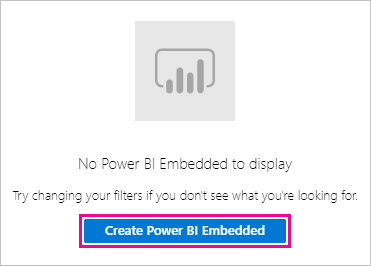 No Power BI Embedded to display
Try changing your filters if you don't see what you're looking for.
Create Power BI Embedded